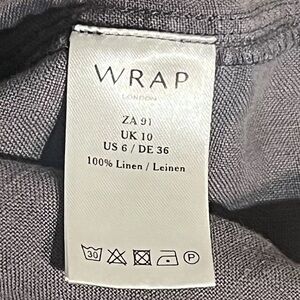 WRAP
LONDON
ZA 91
UK 10
US 6 / DE 36
100% Linen / Leinen
30 P